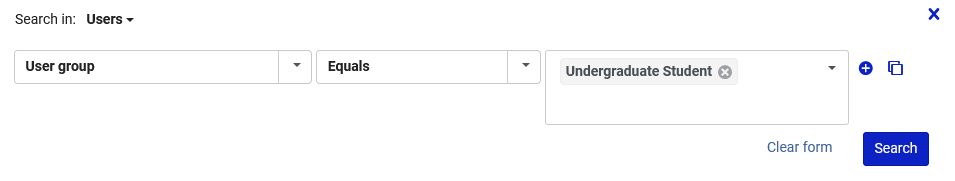 Search in: Users
User group Equals Undergraduate Student
Clear form Search